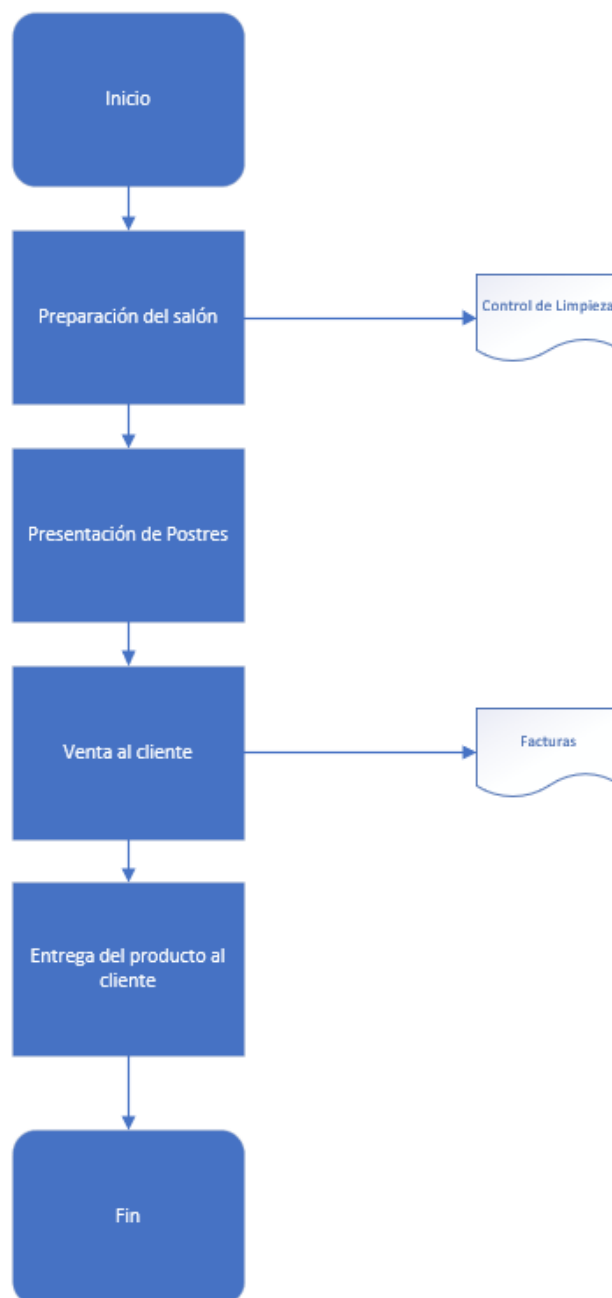 Inicio
Preparación del salón
Control de Limpieza
Presentación de Postres
Venta al cliente
Facturas
Entrega del producto al
cliente
Fin